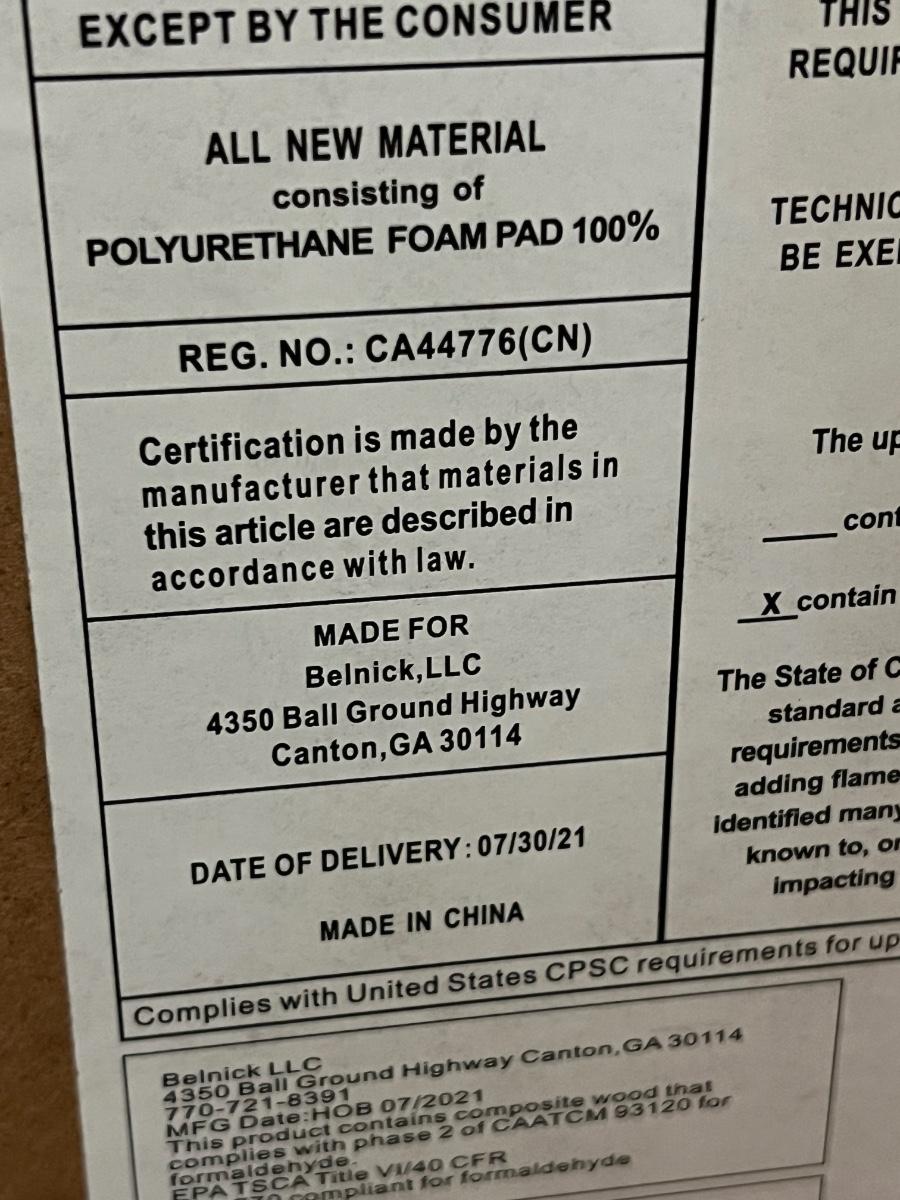 EXCEPT BY THE CONSUMER
ALL NEW MATERIAL
consisting of
POLYURETHANE FOAM PAD 100%
REG. NO.: CA44776(CN)
Certification is made by the
manufacturer that materials in
this article are described in
accordance with law.
MADE FOR
Belnick,LLC
4350 Ball Ground Highway
Canton,GA 30114
DATE OF DELIVERY: 07/30/21
MADE IN CHINA
THIS
REQUIR
TECHNIC
BE EXE
The up
____ cont
__X_contain
The State of C
standard a
requirements
adding flame
identified many
known to, or
impacting
Complies with United States CPSC requirements for up
Belnick LLC
4350 Ball Ground Highway Canton,GA 30114
770-721-8391
MFG Date:HOB 07/2021
This product contains composite wood that
complies with phase 2 of CAATCM 93120 for
formaldehyde.
EPA TSCA Title VI/40 CFR
compliant for formaldehyde